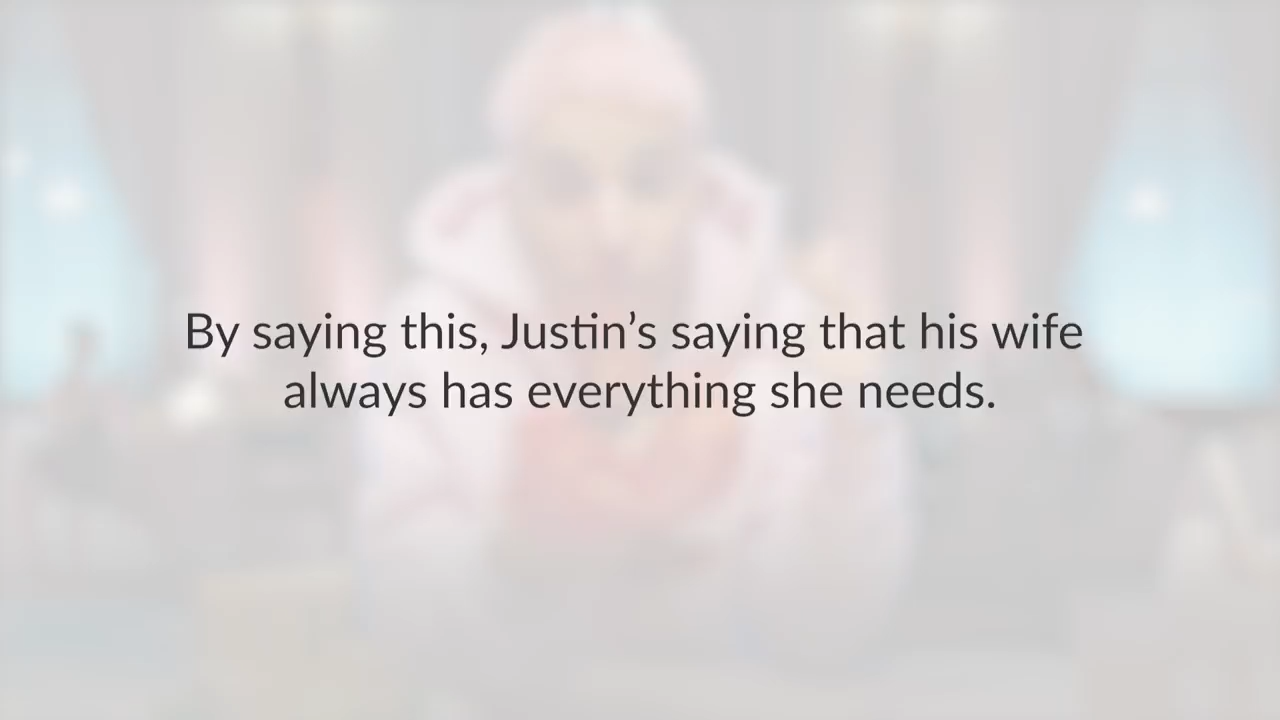 By saying this, Justin’s saying that his wife
always has everything she needs.